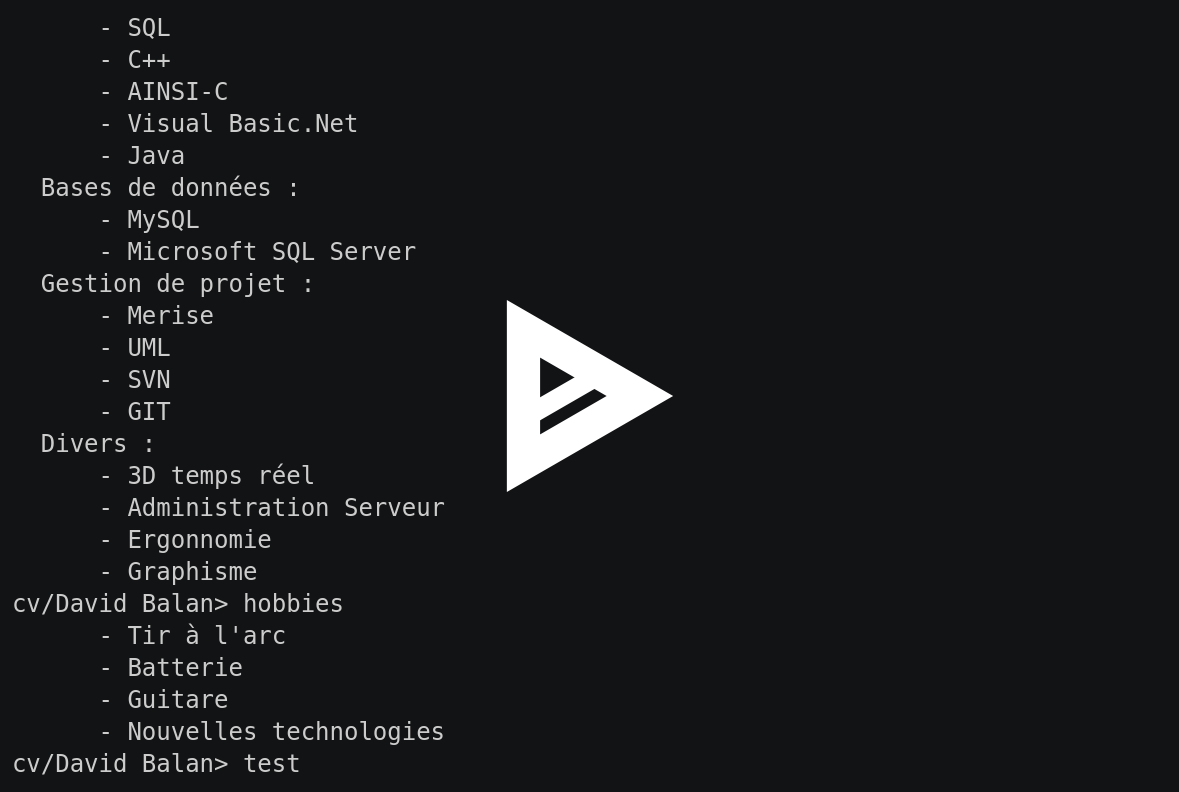 - SQL
- C++
- AINSI-C
- Visual Basic.Net
- Java
Bases de données :
- MySQL
- Microsoft SQL Server
Gestion de projet :
- Merise
- UML
- SVN
- GIT
Divers :
- 3D temps réel
- Administration Serveur
- Ergonnomie
- Graphisme
cv/David Balan> hobbies
- Tir à l'arc
- Batterie
- Guitare
- Nouvelles technologies
cv/David Balan> test